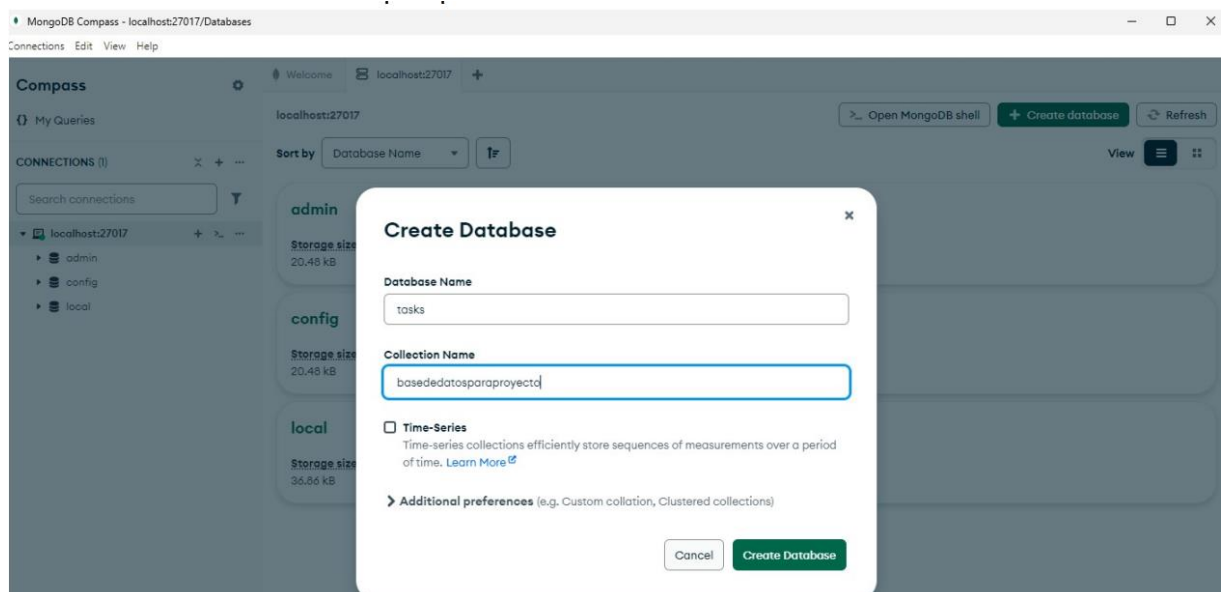 MongoDB Compass - localhost:27017/Databases
Connections Edit View Help
Compass
My Queries
CONNECTIONS (1)
Search connections
localhost:27017
admin
config
local
Welcome
localhost:27017
localhost:27017
>_ Open MongoDB shell
+ Create database
Refresh
Sort by Database Name
View
admin
Storage size
20.48 kB
config
Storage size
20.48 kB
local
Storage size
36.86 kB
Create Database
Database Name
tasks
Collection Name
basededatosparaproyecto
Time-Series
Time-series collections efficiently store sequences of measurements over a period
of time. Learn More
Additional preferences (e.g. Custom collation, Clustered collections)
Cancel
Create Database